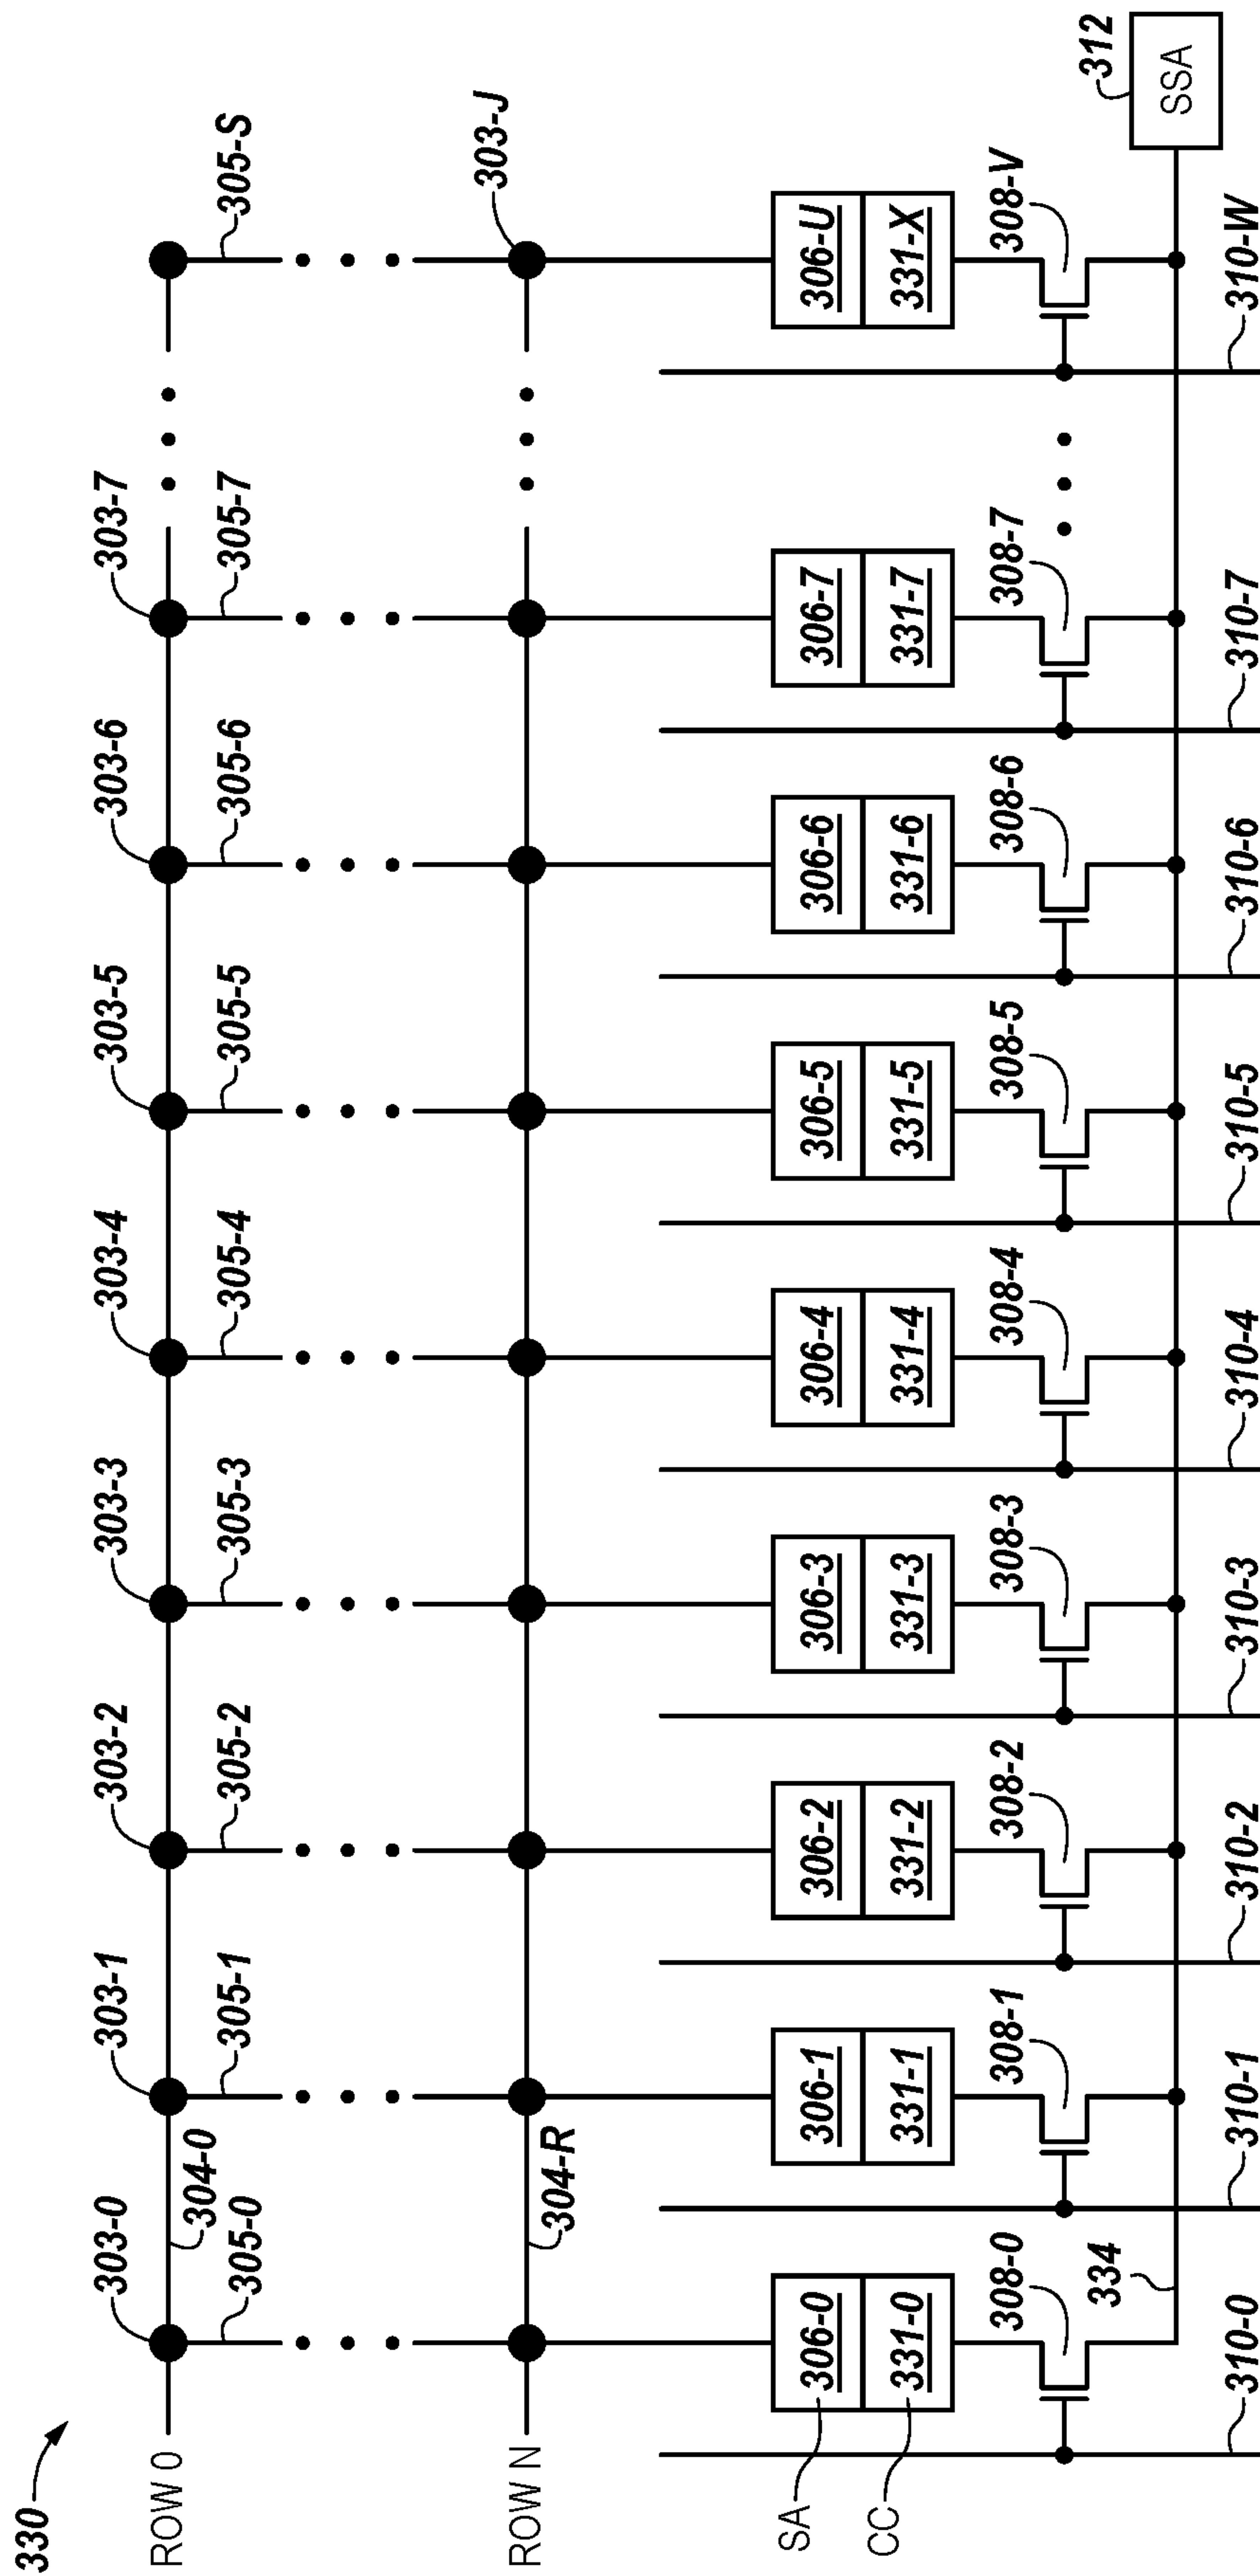 330
303-0 303-1 303-2 303-3 303-4 303-5 303-6 303-7
ROW 0
304-0
305-0 305-1 305-2 305-3 305-4 305-5 305-6 305-7 305-S
303-J
ROW N
304-R
SA 306-0 306-1 306-2 306-3 306-4 306-5 306-6 306-7 306-U
CC 331-0 331-1 331-2 331-3 331-4 331-5 331-6 331-7 331-X
308-0 308-1 308-2 308-3 308-4 308-5 308-6 308-7 308-V
334
312
SSA
310-0 310-1 310-2 310-3 310-4 310-5 310-6 310-7 310-W